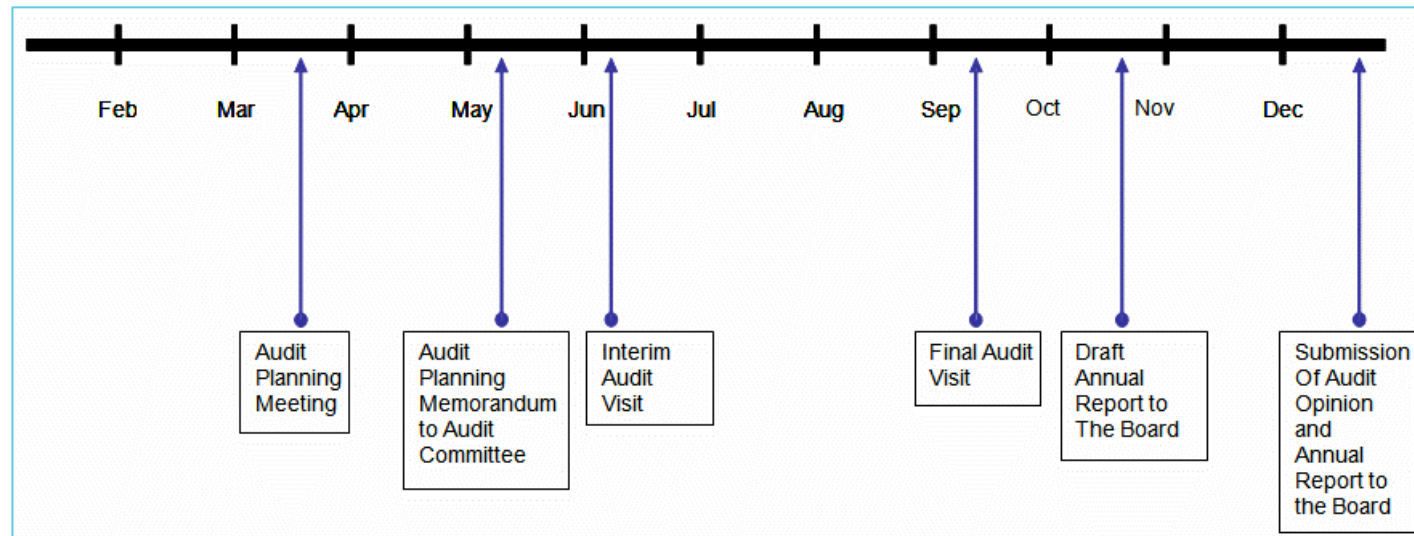 Feb Mar Apr May Jun Jul Aug Sep Oct Nov Dec
Audit
Planning
Meeting
Audit
Planning
Memorandum
to Audit
Committee
Interim
Audit
Visit
Final Audit
Visit
Draft
Annual
Report to
The Board
Submission
Of Audit
Opinion
and
Annual
Report to
the Board